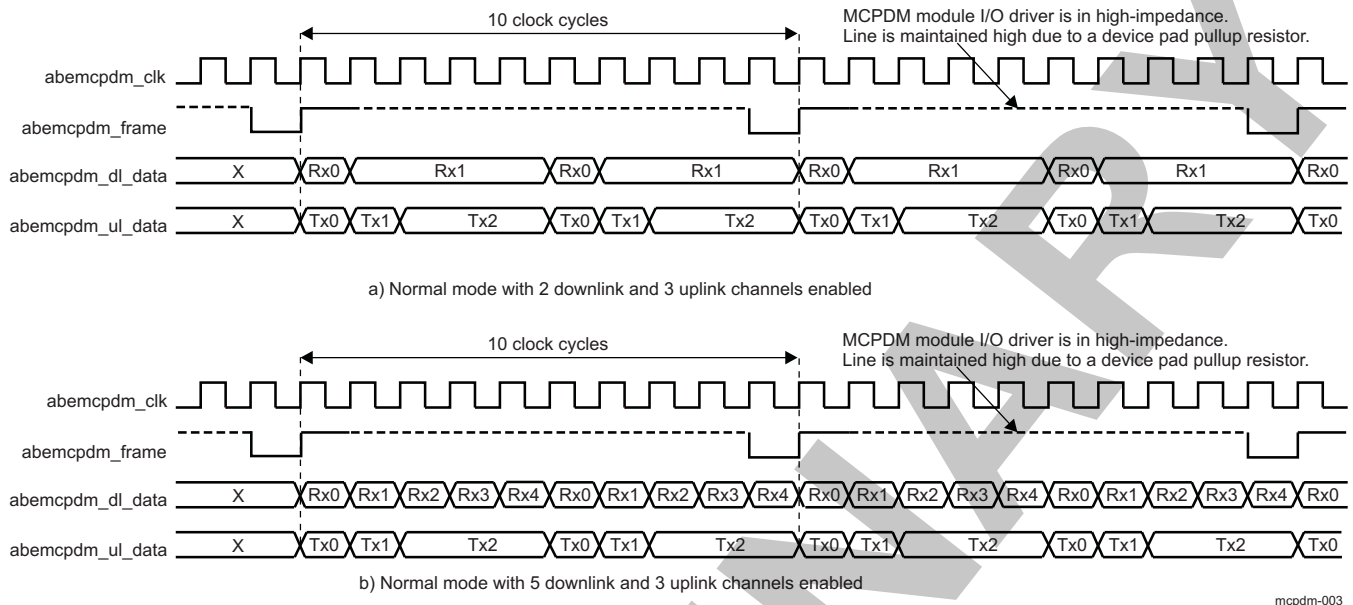 10 clock cycles
MCPDM module I/O driver is in high-impedance.
Line is maintained high due to a device pad pullup resistor.
abemcpdm_clk
abemcpdm_frame
abemcpdm_dl_data X Rx0 Rx1 Rx0 Rx1 Rx0 Rx1 Rx0 Rx1 Rx0
abemcpdm_ul_data X Tx0 Tx1 Tx2 Tx0 Tx1 Tx2 Tx0 Tx1 Tx2 Tx0 Tx1 Tx2 Tx0
a) Normal mode with 2 downlink and 3 uplink channels enabled
10 clock cycles
MCPDM module I/O driver is in high-impedance.
Line is maintained high due to a device pad pullup resistor.
abemcpdm_clk
abemcpdm_frame
abemcpdm_dl_data X Rx0 Rx1 Rx2 Rx3 Rx4 Rx0 Rx1 Rx2 Rx3 Rx4 Rx0 Rx1 Rx2 Rx3 Rx4 Rx0 Rx1 Rx2 Rx3 Rx4 Rx0
abemcpdm_ul_data X Tx0 Tx1 Tx2 Tx0 Tx1 Tx2 Tx0 Tx1 Tx2 Tx0 Tx1 Tx2 Tx0
b) Normal mode with 5 downlink and 3 uplink channels enabled
mcpdm-003